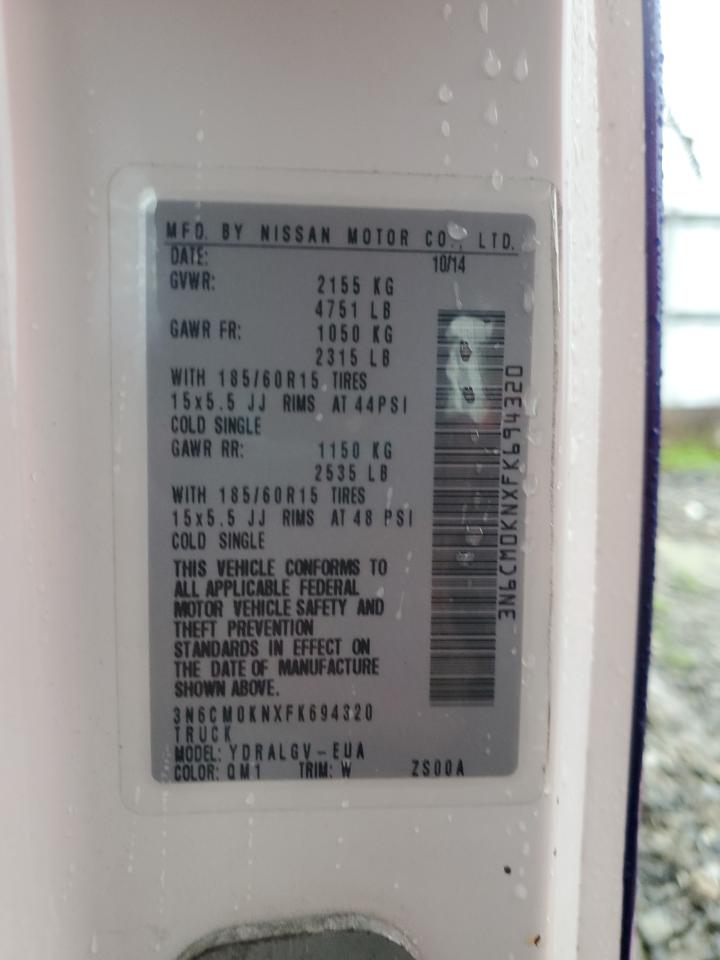 MFD. BY NISSAN MOTOR CO., LTD.
DATE: 10/14
GVWR: 2155 KG
4751 LB
GAWR FR: 1050 KG
2315 LB
WITH 185/60R15 TIRES
15x5.5 JJ RIMS AT 44PSI
COLD SINGLE
GAWR RR: 1150 KG
2535 LB
WITH 185/60R15 TIRES
15x5.5 JJ RIMS AT 48 PSI
COLD SINGLE
THIS VEHICLE CONFORMS TO
ALL APPLICABLE FEDERAL
MOTOR VEHICLE SAFETY AND
THEFT PREVENTION
STANDARDS IN EFFECT ON
THE DATE OF MANUFACTURE
SHOWN ABOVE.
3N6CM0KNXFK694320
TRUCK
MODEL: YDRALGV-EUA
COLOR: QM1 TRIM: W ZS00A
3N6CM0KNXFK694320